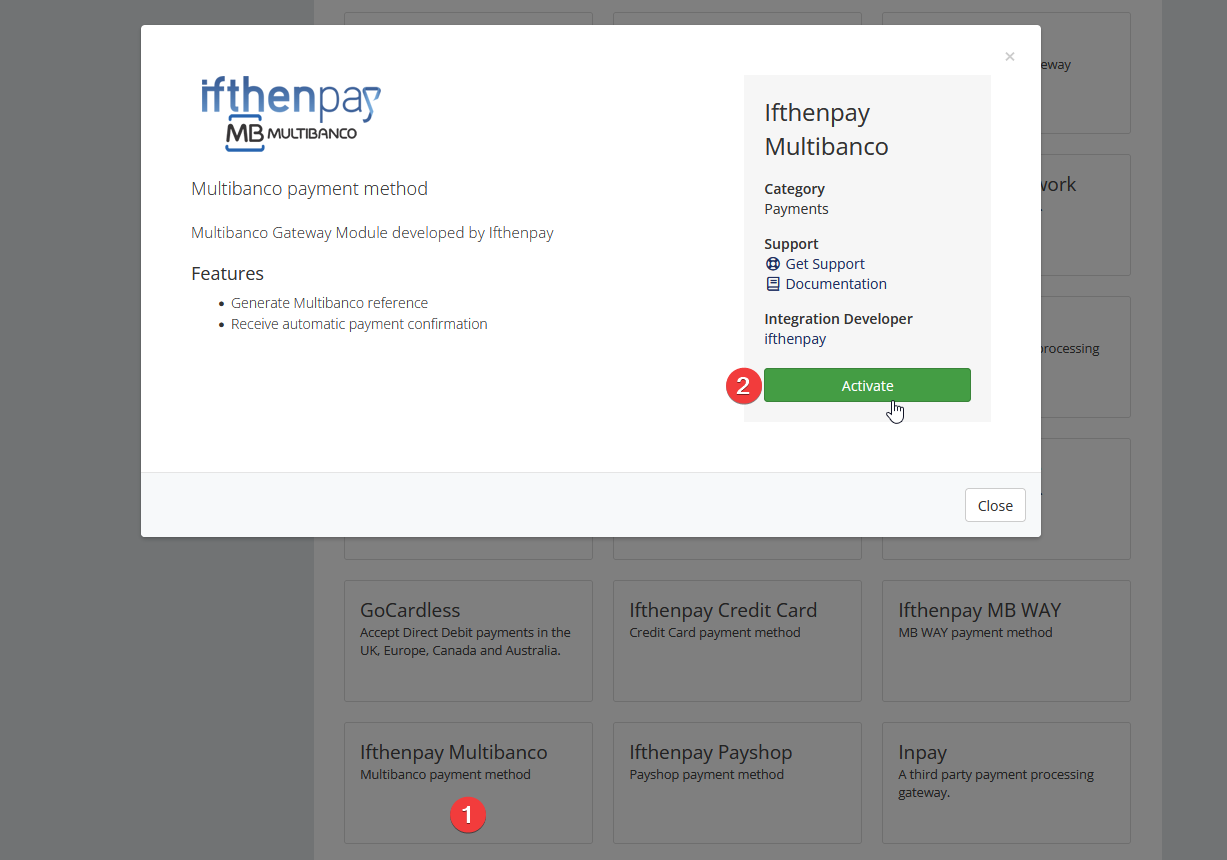 eway
×
ifthenpay
MB MULTIBANCO
Multibanco payment method
Multibanco Gateway Module developed by Ifthenpay
Features
• Generate Multibanco reference
• Receive automatic payment confirmation
Ifthenpay
Multibanco
Category
Payments
Support
Get Support
Documentation
Integration Developer
ifthenpay
2
Activate
Close
work
rocessing
GoCardless
Accept Direct Debit payments in the
UK, Europe, Canada and Australia.
Ifthenpay Credit Card
Credit Card payment method
Ifthenpay MB WAY
MB WAY payment method
Ifthenpay Multibanco
Multibanco payment method
1
Ifthenpay Payshop
Payshop payment method
Inpay
A third party payment processing
gateway.